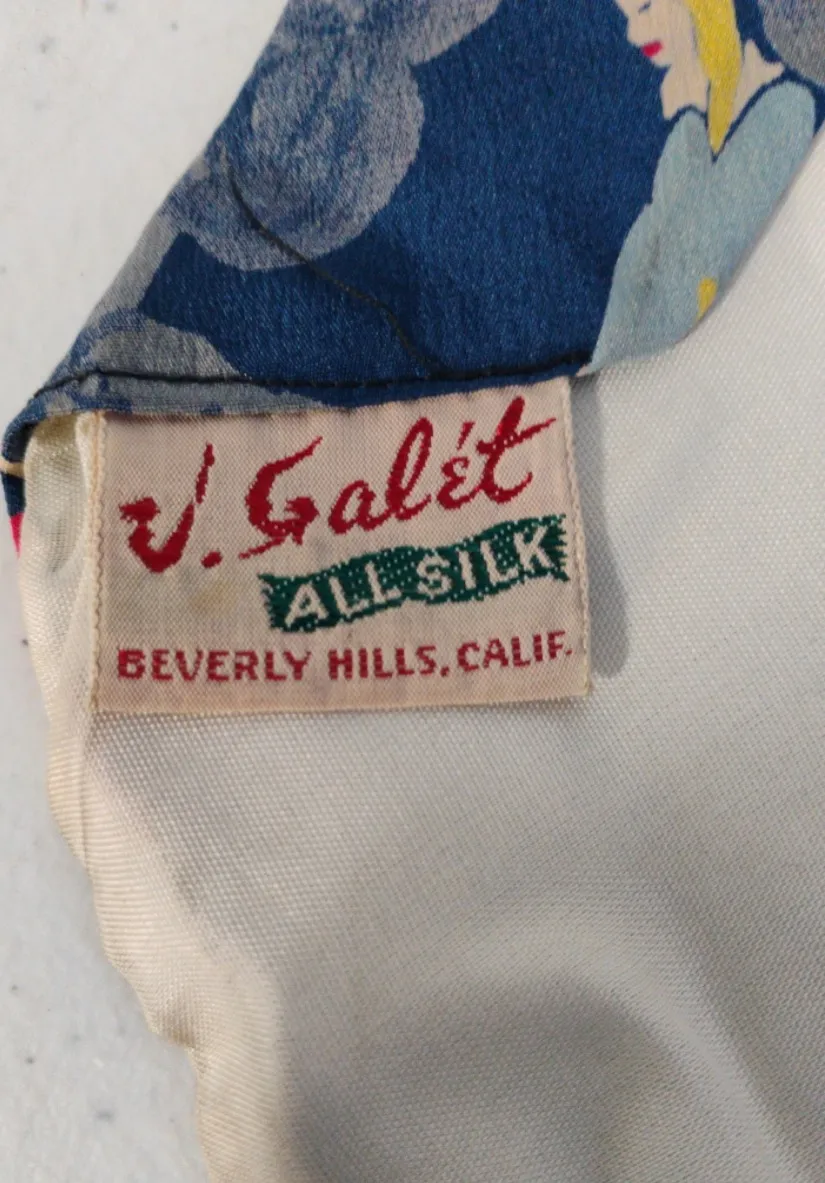 J. Galét
ALL SILK
BEVERLY HILLS, CALIF.